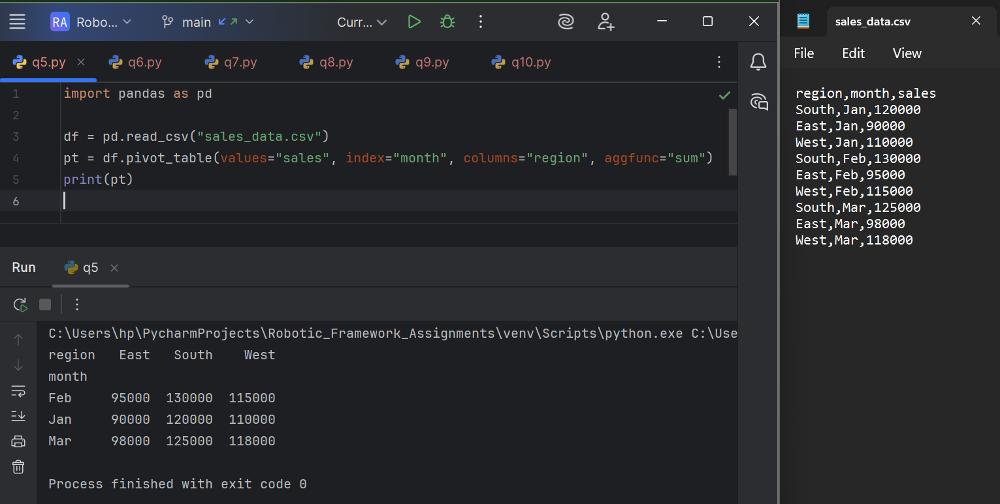 RA Robo... main Curr...
q5.py q6.py q7.py q8.py q9.py q10.py
1 import pandas as pd
2
3 df = pd.read_csv("sales_data.csv")
4 pt = df.pivot_table(values="sales", index="month", columns="region", aggfunc="sum")
5 print(pt)
6
Run q5
C:\Users\hp\PycharmProjects\Robotic_Framework_Assignments\venv\Scripts\python.exe C:\Use
region   East   South    West
month
Feb     95000  130000  115000
Jan     90000  120000  110000
Mar     98000  125000  118000
Process finished with exit code 0
sales_data.csv
File Edit View
region,month,sales
South,Jan,120000
East,Jan,90000
West,Jan,110000
South,Feb,130000
East,Feb,95000
West,Feb,115000
South,Mar,125000
East,Mar,98000
West,Mar,118000